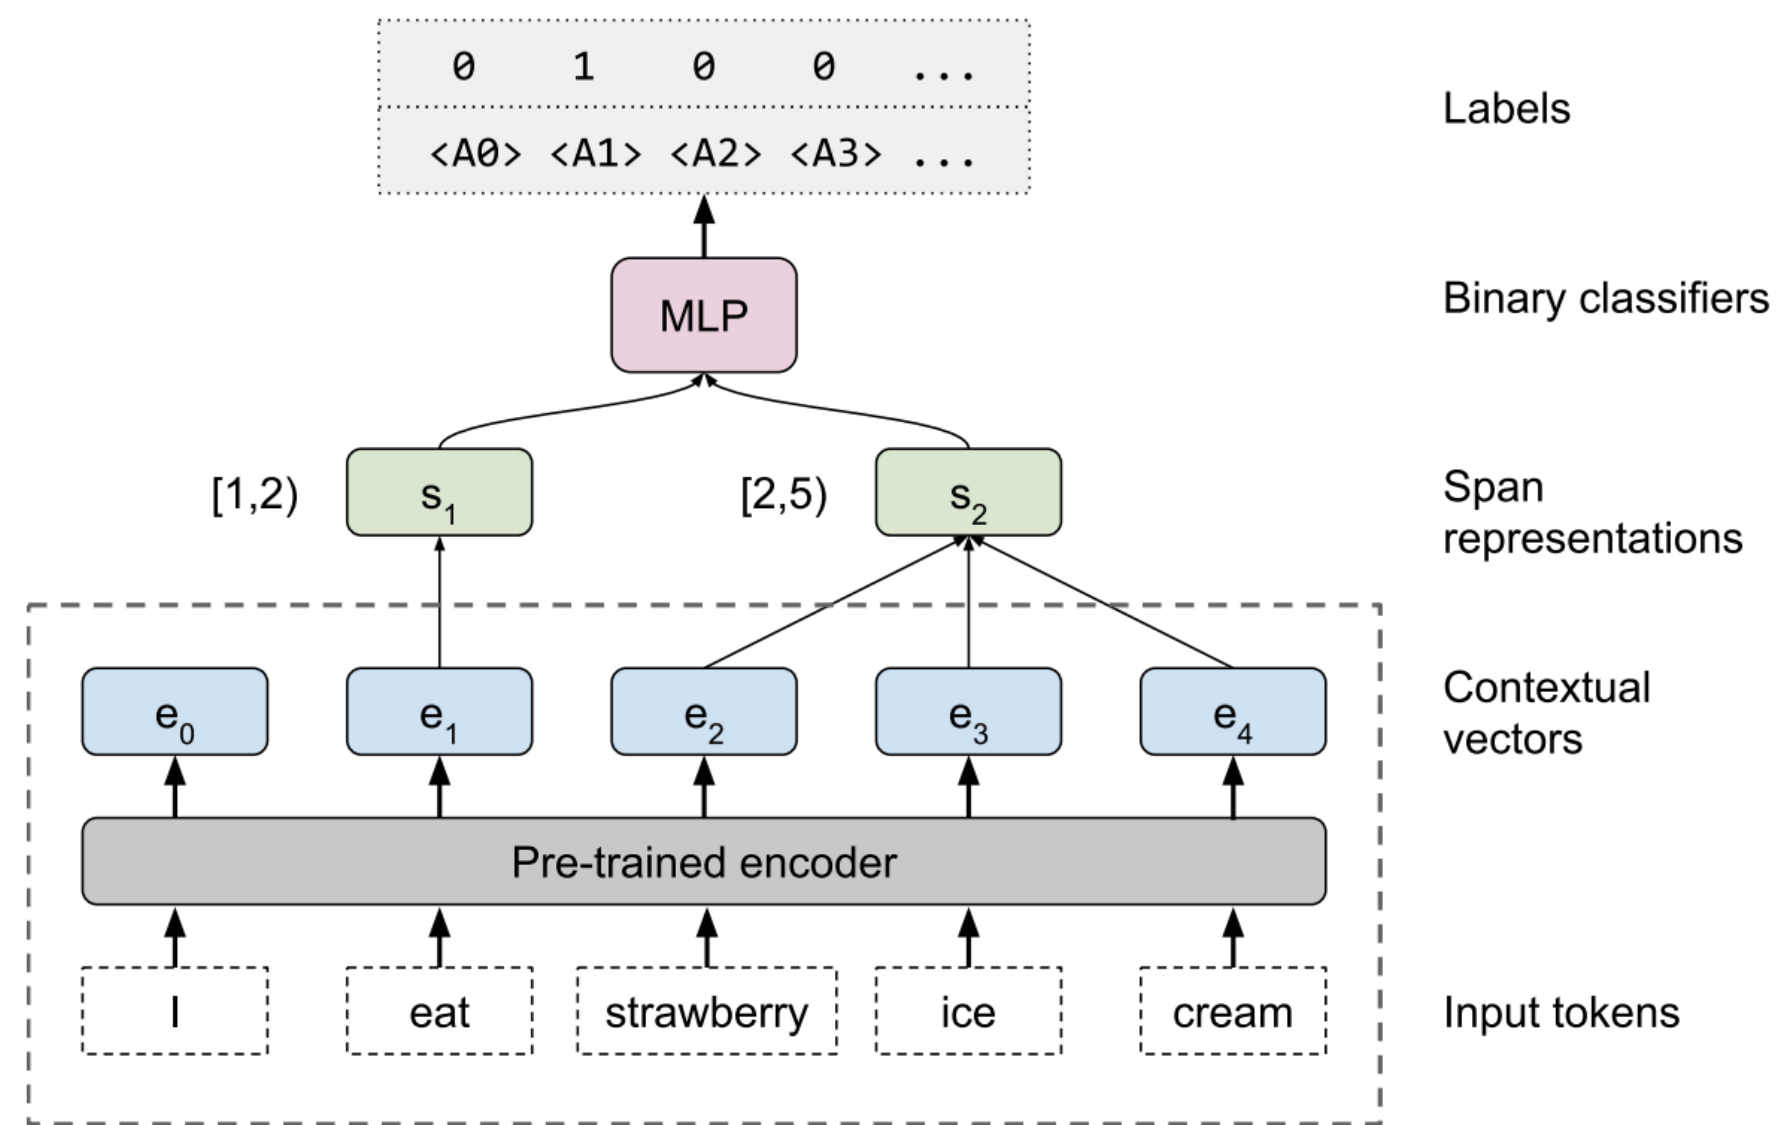 0 1 0 0 ...
<A0> <A1> <A2> <A3> ...
Labels
MLP
Binary classifiers
[1,2)
s1
[2,5)
s2
Span
representations
e0
e1
e2
e3
e4
Contextual
vectors
Pre-trained encoder
I
eat
strawberry
ice
cream
Input tokens